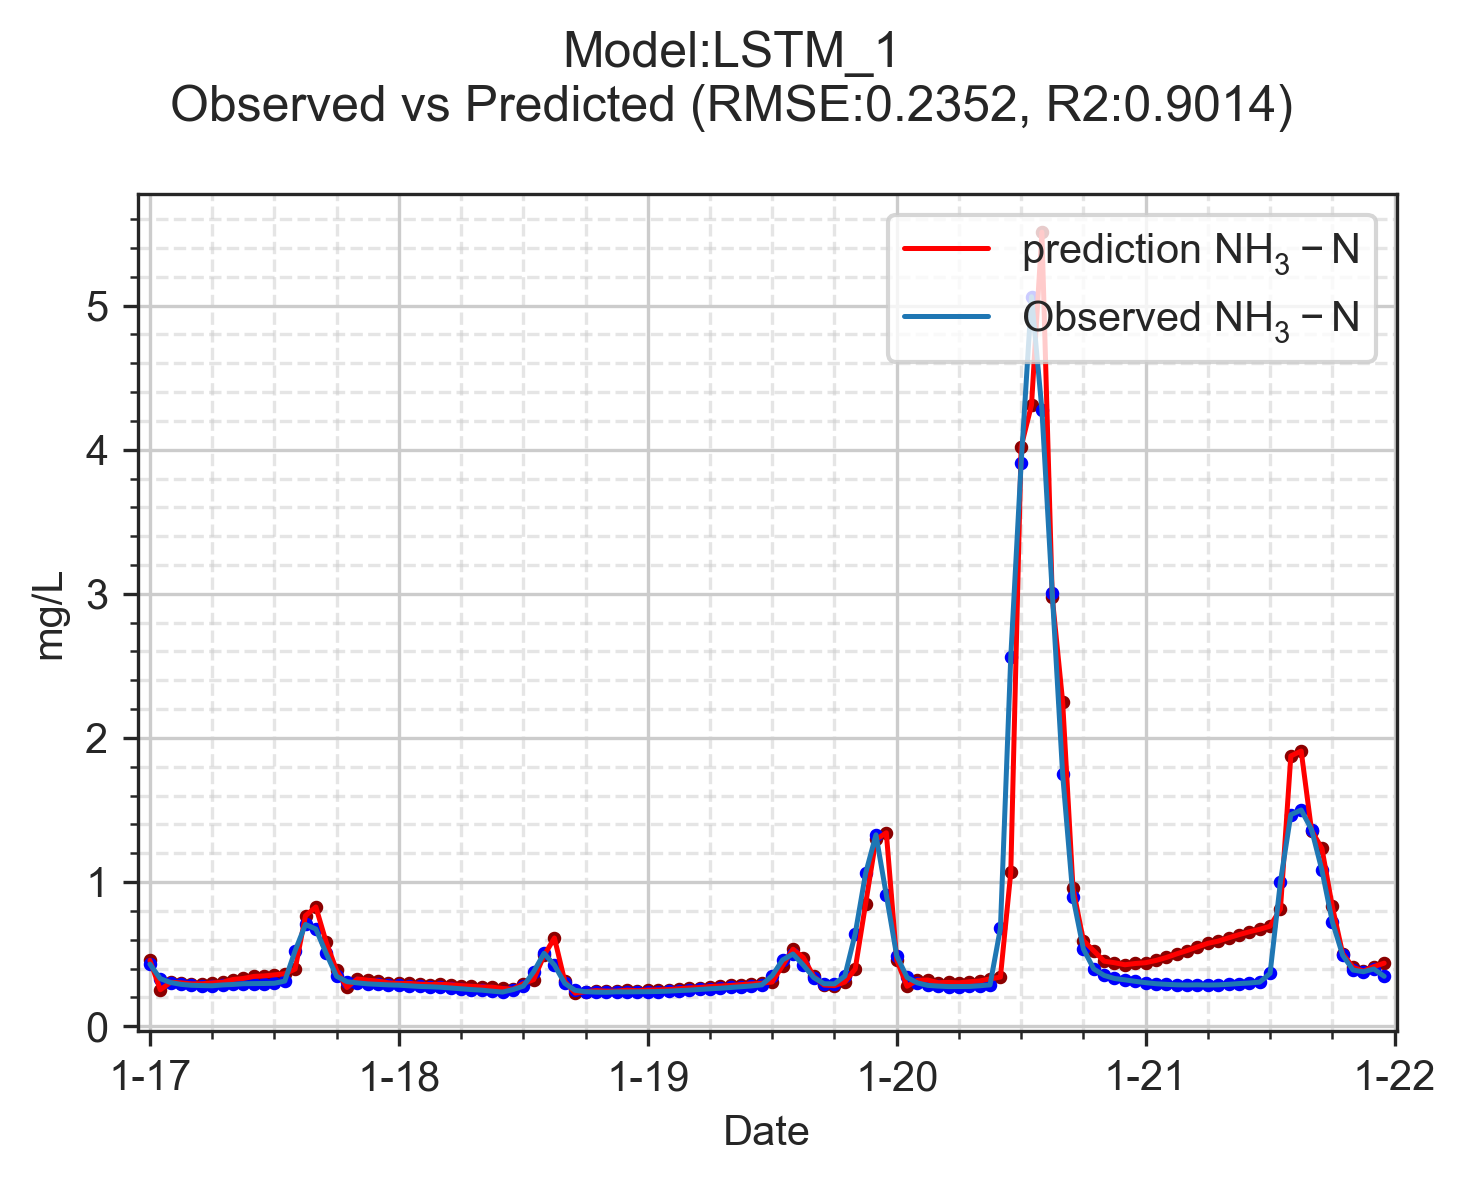 Model:LSTM_1
Observed vs Predicted (RMSE:0.2352, R2:0.9014)
prediction NH₃ − N
Observed NH₃ − N
5
4
3
2
1
0
mg/L
1-17 1-18 1-19 1-20 1-21 1-22
Date